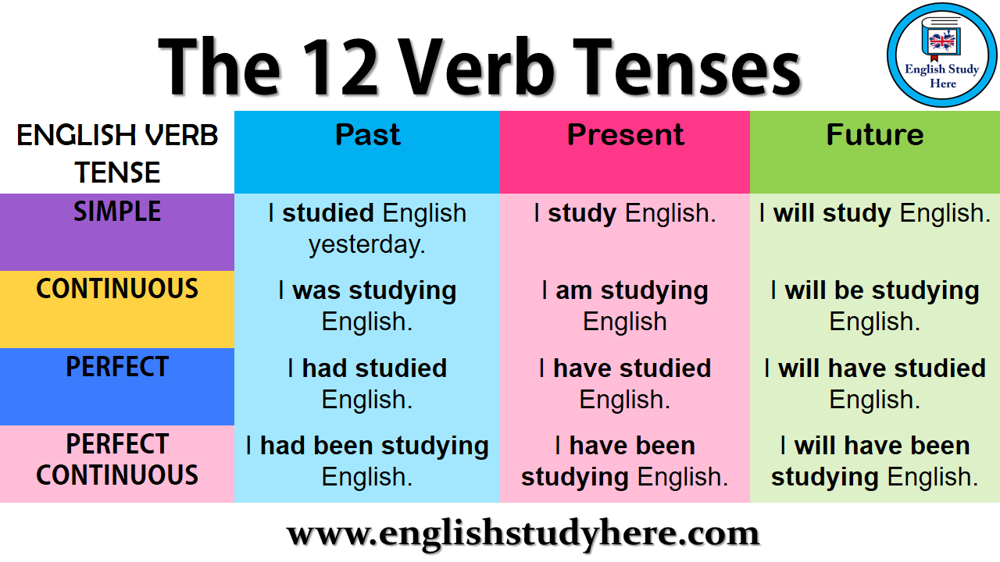 The 12 Verb Tenses
English Study
Here
ENGLISH VERB
TENSE
Past
Present
Future
SIMPLE
I studied English
yesterday.
I study English.
I will study English.
CONTINUOUS
I was studying
English.
I am studying
English
I will be studying
English.
PERFECT
I had studied
English.
I have studied
English.
I will have studied
English.
PERFECT
CONTINUOUS
I had been studying
English.
I have been
studying English.
I will have been
studying English.
www.englishstudyhere.com